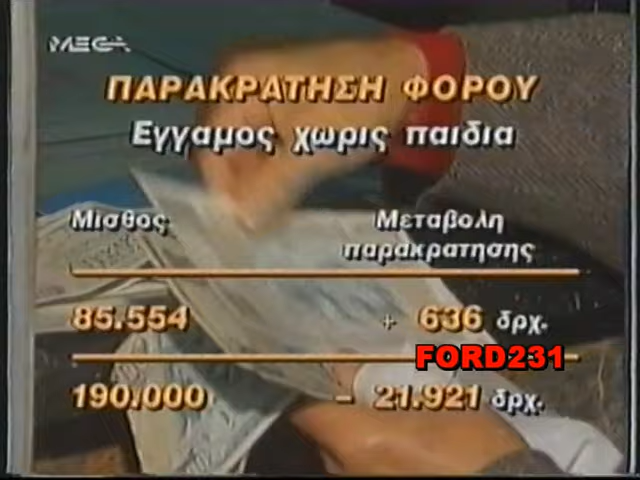 MEGA
ΠΑΡΑΚΡΑΤΗΣΗ ΦΟΡΟΥ
Εγγαμος χωρις παιδια
Μισθος Μεταβολη
παρακρατησης
85.554 + 636 δρχ.
FORD231
190.000 - 21.921 δρχ.